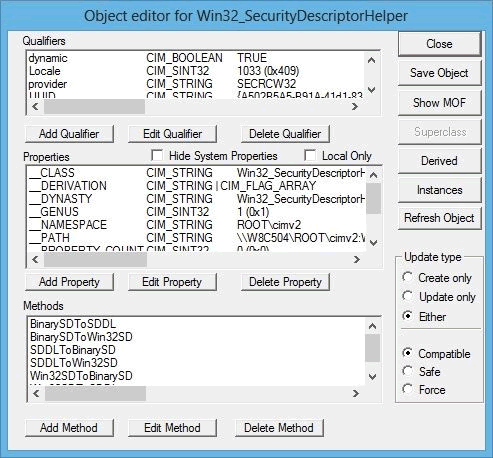 Object editor for Win32_SecurityDescriptorHelper
Qualifiers
dynamic CIM_BOOLEAN TRUE
Locale CIM_SINT32 1033 (0x409)
provider CIM_STRING SECRCW32
UUID CIM_STRING {A502B5A5-B91A-41d1-83
Add Qualifier Edit Qualifier Delete Qualifier
Properties Hide System Properties Local Only
__CLASS CIM_STRING Win32_SecurityDescriptorH
__DERIVATION CIM_STRING | CIM_FLAG_ARRAY
__DYNASTY CIM_STRING Win32_SecurityDescriptorH
__GENUS CIM_SINT32 1 (0x1)
__NAMESPACE CIM_STRING ROOT\cimv2
__PATH CIM_STRING \\W8C504\ROOT\cimv2:W
__PROPERTY_COUNT CIM_SINT32 0 (0x0)
Add Property Edit Property Delete Property
Methods
BinarySDToSDDL
BinarySDToWin32SD
SDDLToBinarySD
SDDLToWin32SD
Win32SDToBinarySD
Add Method Edit Method Delete Method
Close
Save Object
Show MOF
Superclass
Derived
Instances
Refresh Object
Update type
Create only
Update only
Either
Compatible
Safe
Force